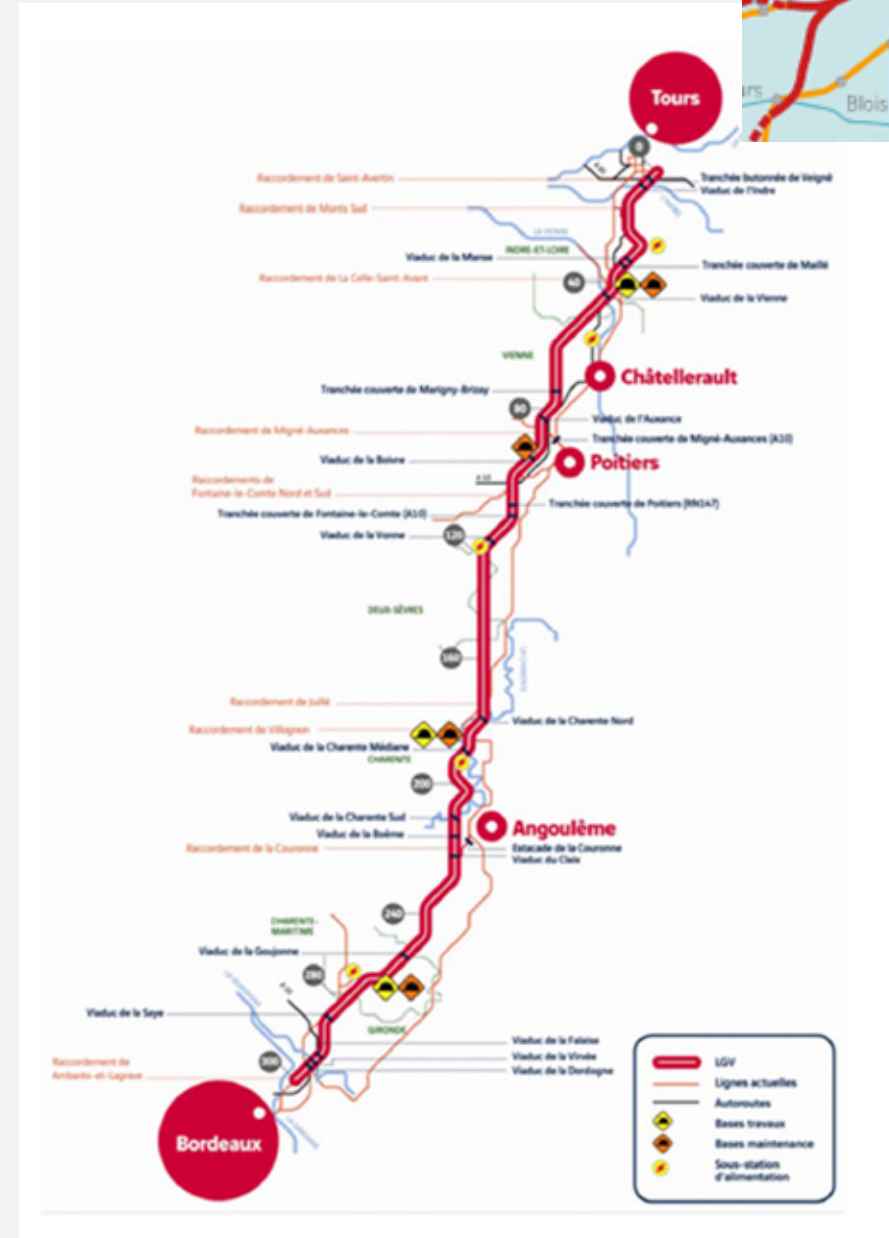 Blois
Tours
0
Raccordement de Saint-Avertin
Tranchée butonnée de Veigné
Viaduc de l'Indre
Raccordement de Monts Sud
L'INDRE
LA VIENNE
INDRE-ET-LOIRE
Viaduc de la Manse
Tranchée couverte de Maillé
Raccordement de La Celle-Saint-Avant
40
Viaduc de la Vienne
VIENNE
Châtellerault
Tranchée couverte de Marigny-Brizay
80
Viaduc de l'Auxance
Raccordement de Migné-Auxances
Tranchée couverte de Migné-Auxances (A10)
Viaduc de la Boivre
Poitiers
A 10
Raccordements de
Fontaine-le-Comte Nord et Sud
Tranchée couverte de Poitiers (RN147)
Tranchée couverte de Fontaine-le-Comte (A10)
Viaduc de la Vonne
120
DEUX-SÈVRES
160
LA CHARENTE
Raccordement de Juillé
Viaduc de la Charente Nord
Raccordement de Villognon
Viaduc de la Charente Médiane
CHARENTE
200
Viaduc de la Charente Sud
Angoulême
Viaduc de la Boëme
Raccordement de la Couronne
Estacade de la Couronne
Viaduc du Claix
240
CHARENTE-
MARITIME
Viaduc de la Goujonne
280
A 10
Viaduc de la Saye
GIRONDE
Viaduc de la Falaise
Viaduc de la Virvée
Viaduc de la Dordogne
300
Raccordement de
Ambarès-et-Lagrave
Bordeaux
LGV
Lignes actuelles
Autoroutes
Bases travaux
Bases maintenance
Sous-station
d'alimentation